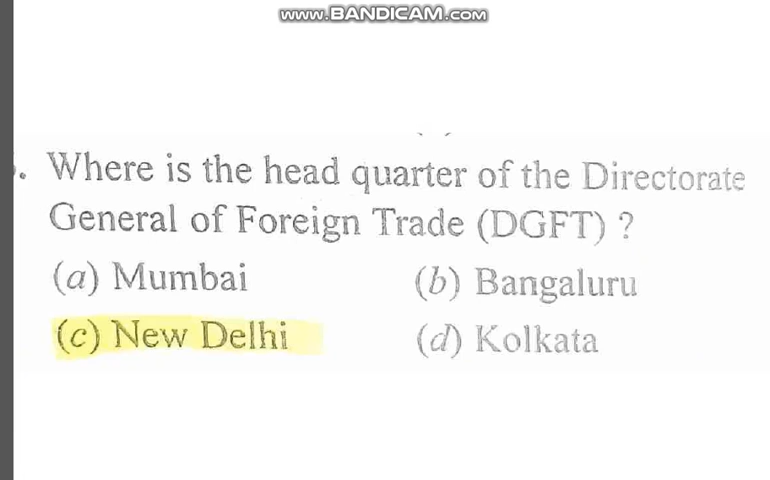 www.BANDICAM.com
. Where is the head quarter of the Directorate
General of Foreign Trade (DGFT) ?
(a) Mumbai (b) Bangaluru
(c) New Delhi (d) Kolkata